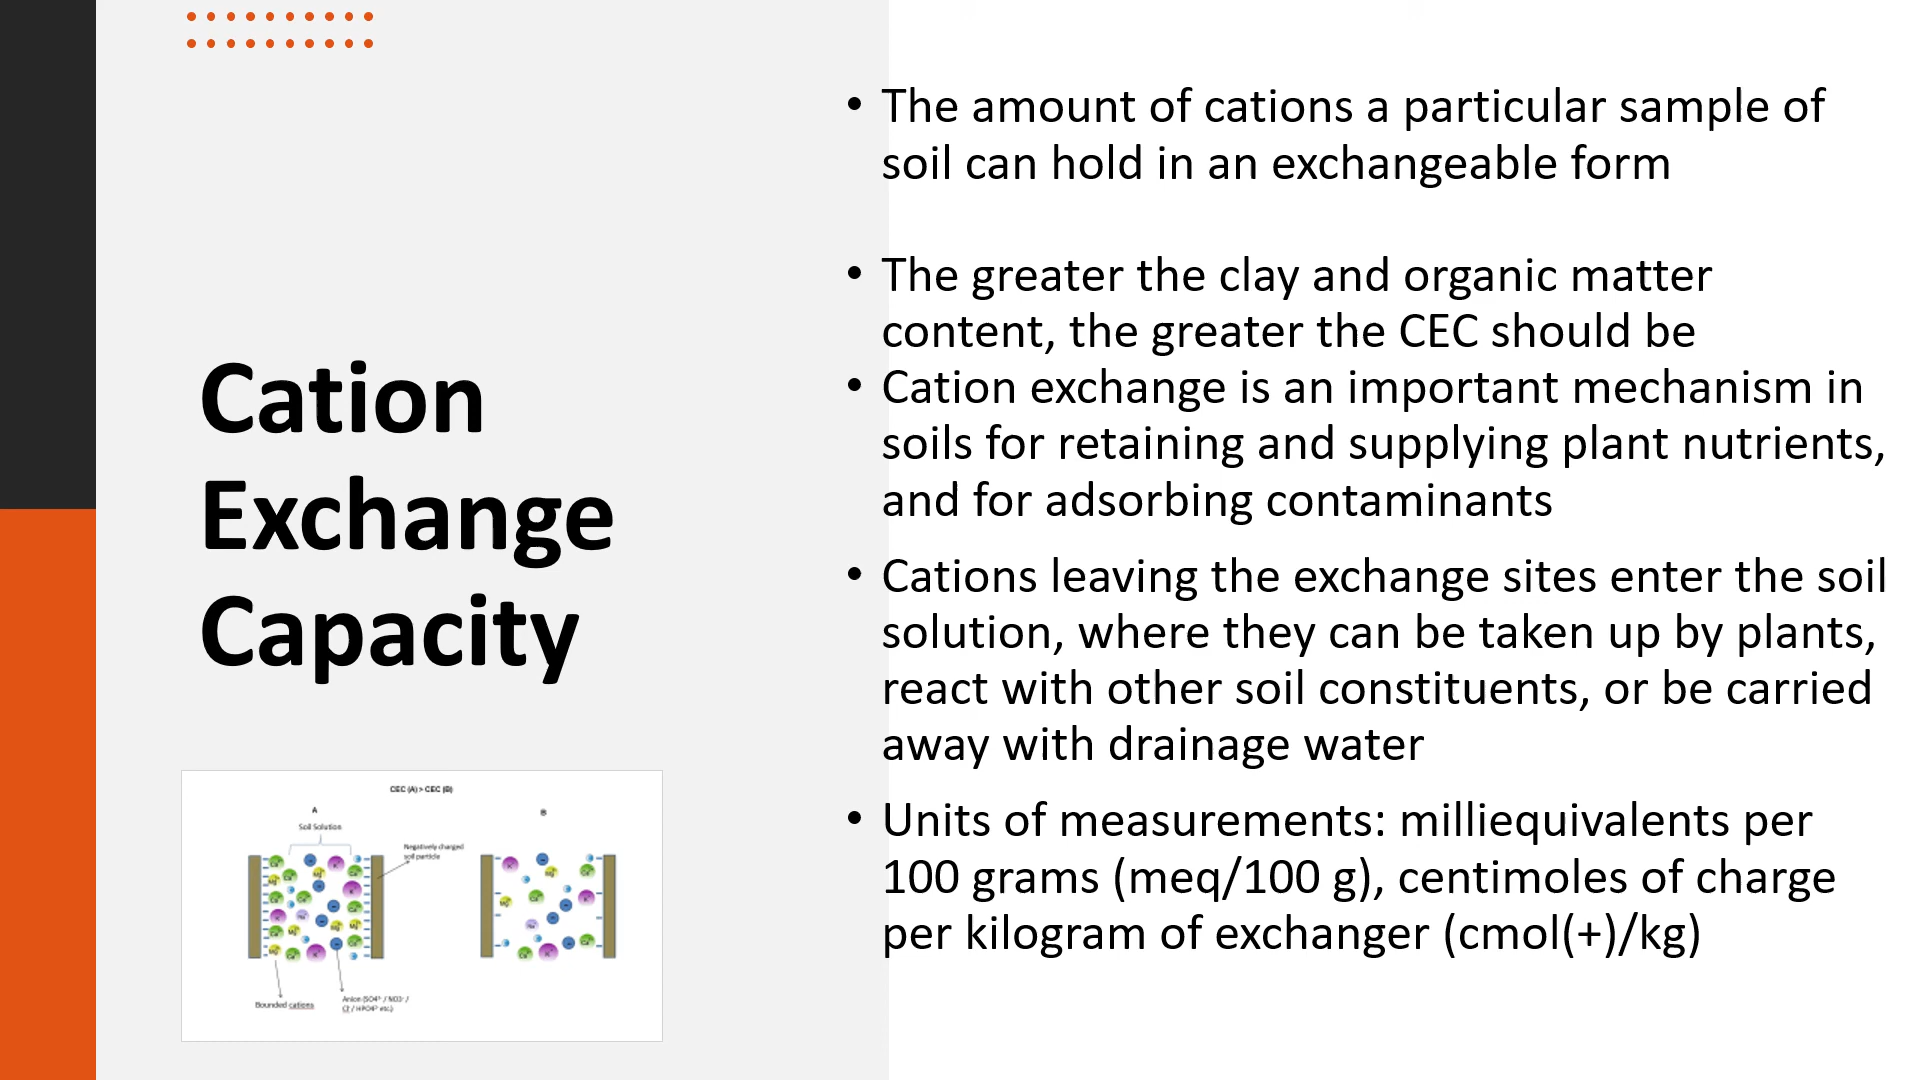 Cation
Exchange
Capacity
• The amount of cations a particular sample of
soil can hold in an exchangeable form
• The greater the clay and organic matter
content, the greater the CEC should be
• Cation exchange is an important mechanism in
soils for retaining and supplying plant nutrients,
and for adsorbing contaminants
• Cations leaving the exchange sites enter the soil
solution, where they can be taken up by plants,
react with other soil constituents, or be carried
away with drainage water
• Units of measurements: milliequivalents per
100 grams (meq/100 g), centimoles of charge
per kilogram of exchanger (cmol(+)/kg)
CEC (A) > CEC (B)
A
B
Soil Solution
Negatively charged
soil particle
Bounded cations
Anion (SO4²⁻ / NO3⁻ /
etc.)